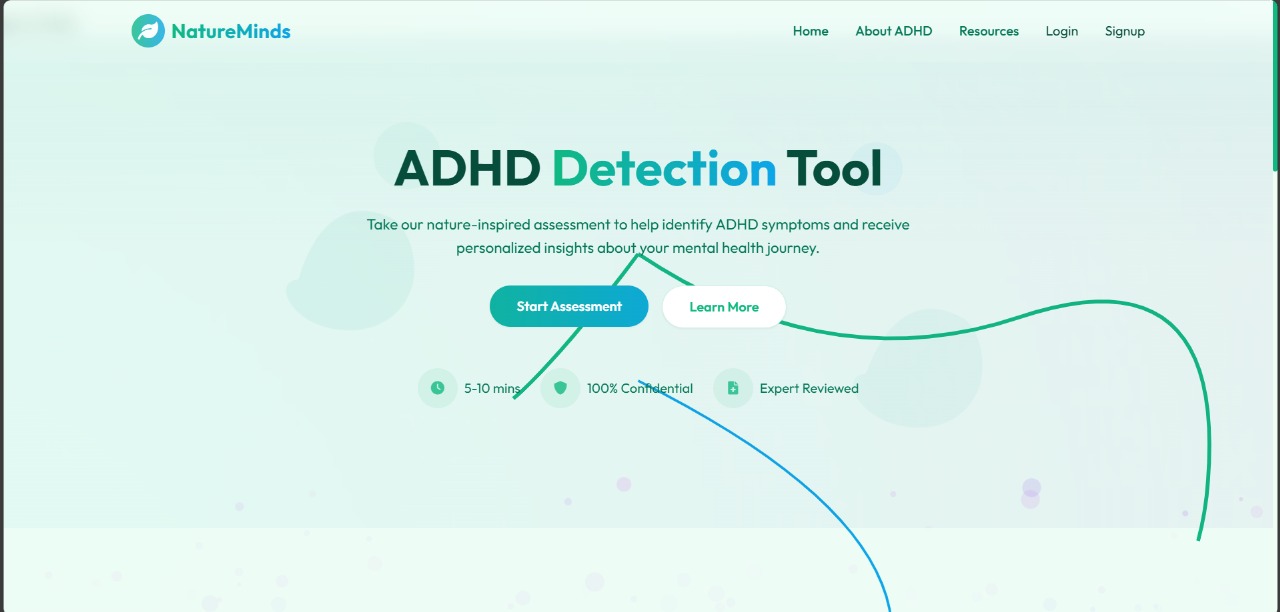 NatureMinds
Home About ADHD Resources Login Signup
ADHD Detection Tool
Take our nature-inspired assessment to help identify ADHD symptoms and receive
personalized insights about your mental health journey.
Start Assessment Learn More
5-10 mins 100% Confidential Expert Reviewed